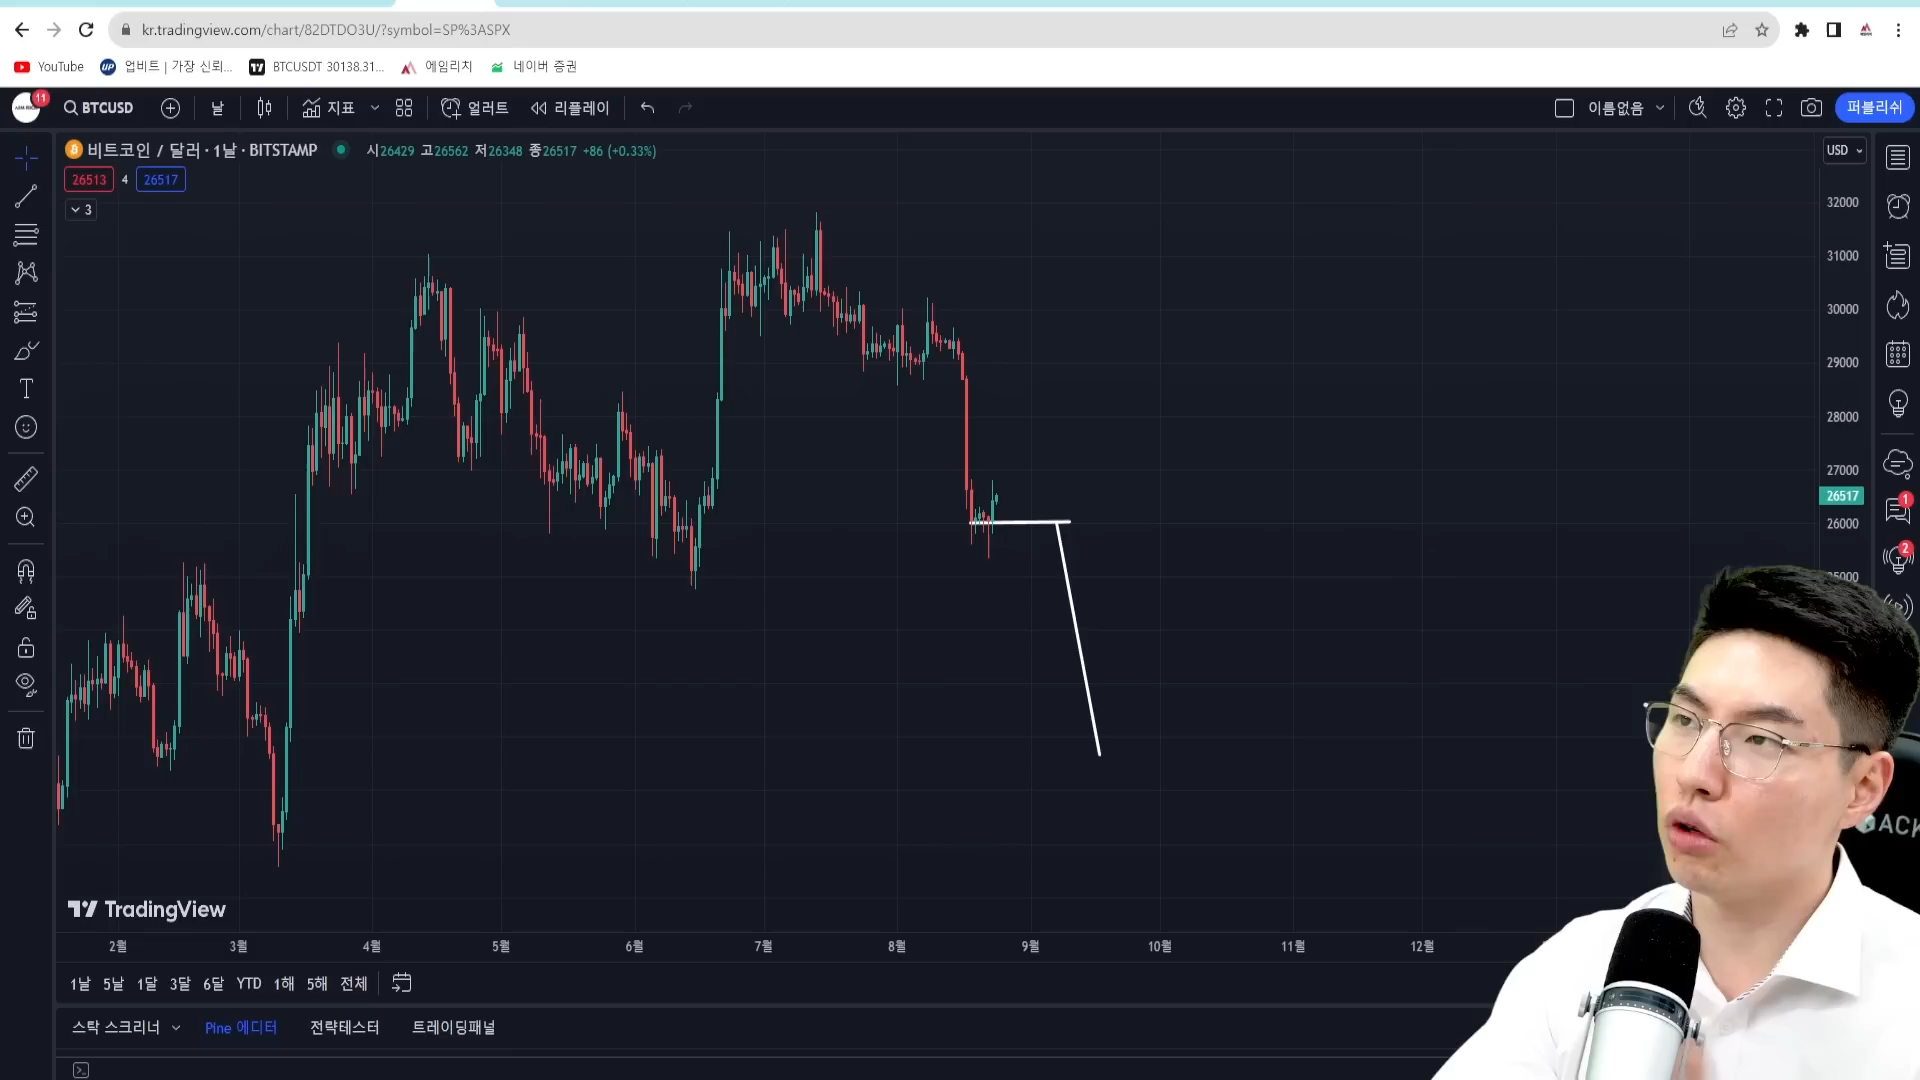 kr.tradingview.com/chart/82DTDO3U/?symbol=SP%3ASPX
YouTube
UP 업비트 | 가장 신뢰...
BTCUSDT 30138.31...
에임리치
네이버 증권
11
BTCUSD
날
지표
얼러트
리플레이
이름없음
퍼블리쉬
비트코인 / 달러 · 1날 · BITSTAMP
시26429 고26562 저26348 종26517 +86 (+0.33%)
USD
26513 4 26517
3
32000
31000
30000
29000
28000
27000
26517
26000
1
2
TradingView
2월 3월 4월 5월 6월 7월 8월 9월 10월 11월 12월
1날 5날 1달 3달 6달 YTD 1해 5해 전체
스탁 스크리너 Pine 에디터 전략테스터 트레이딩패널